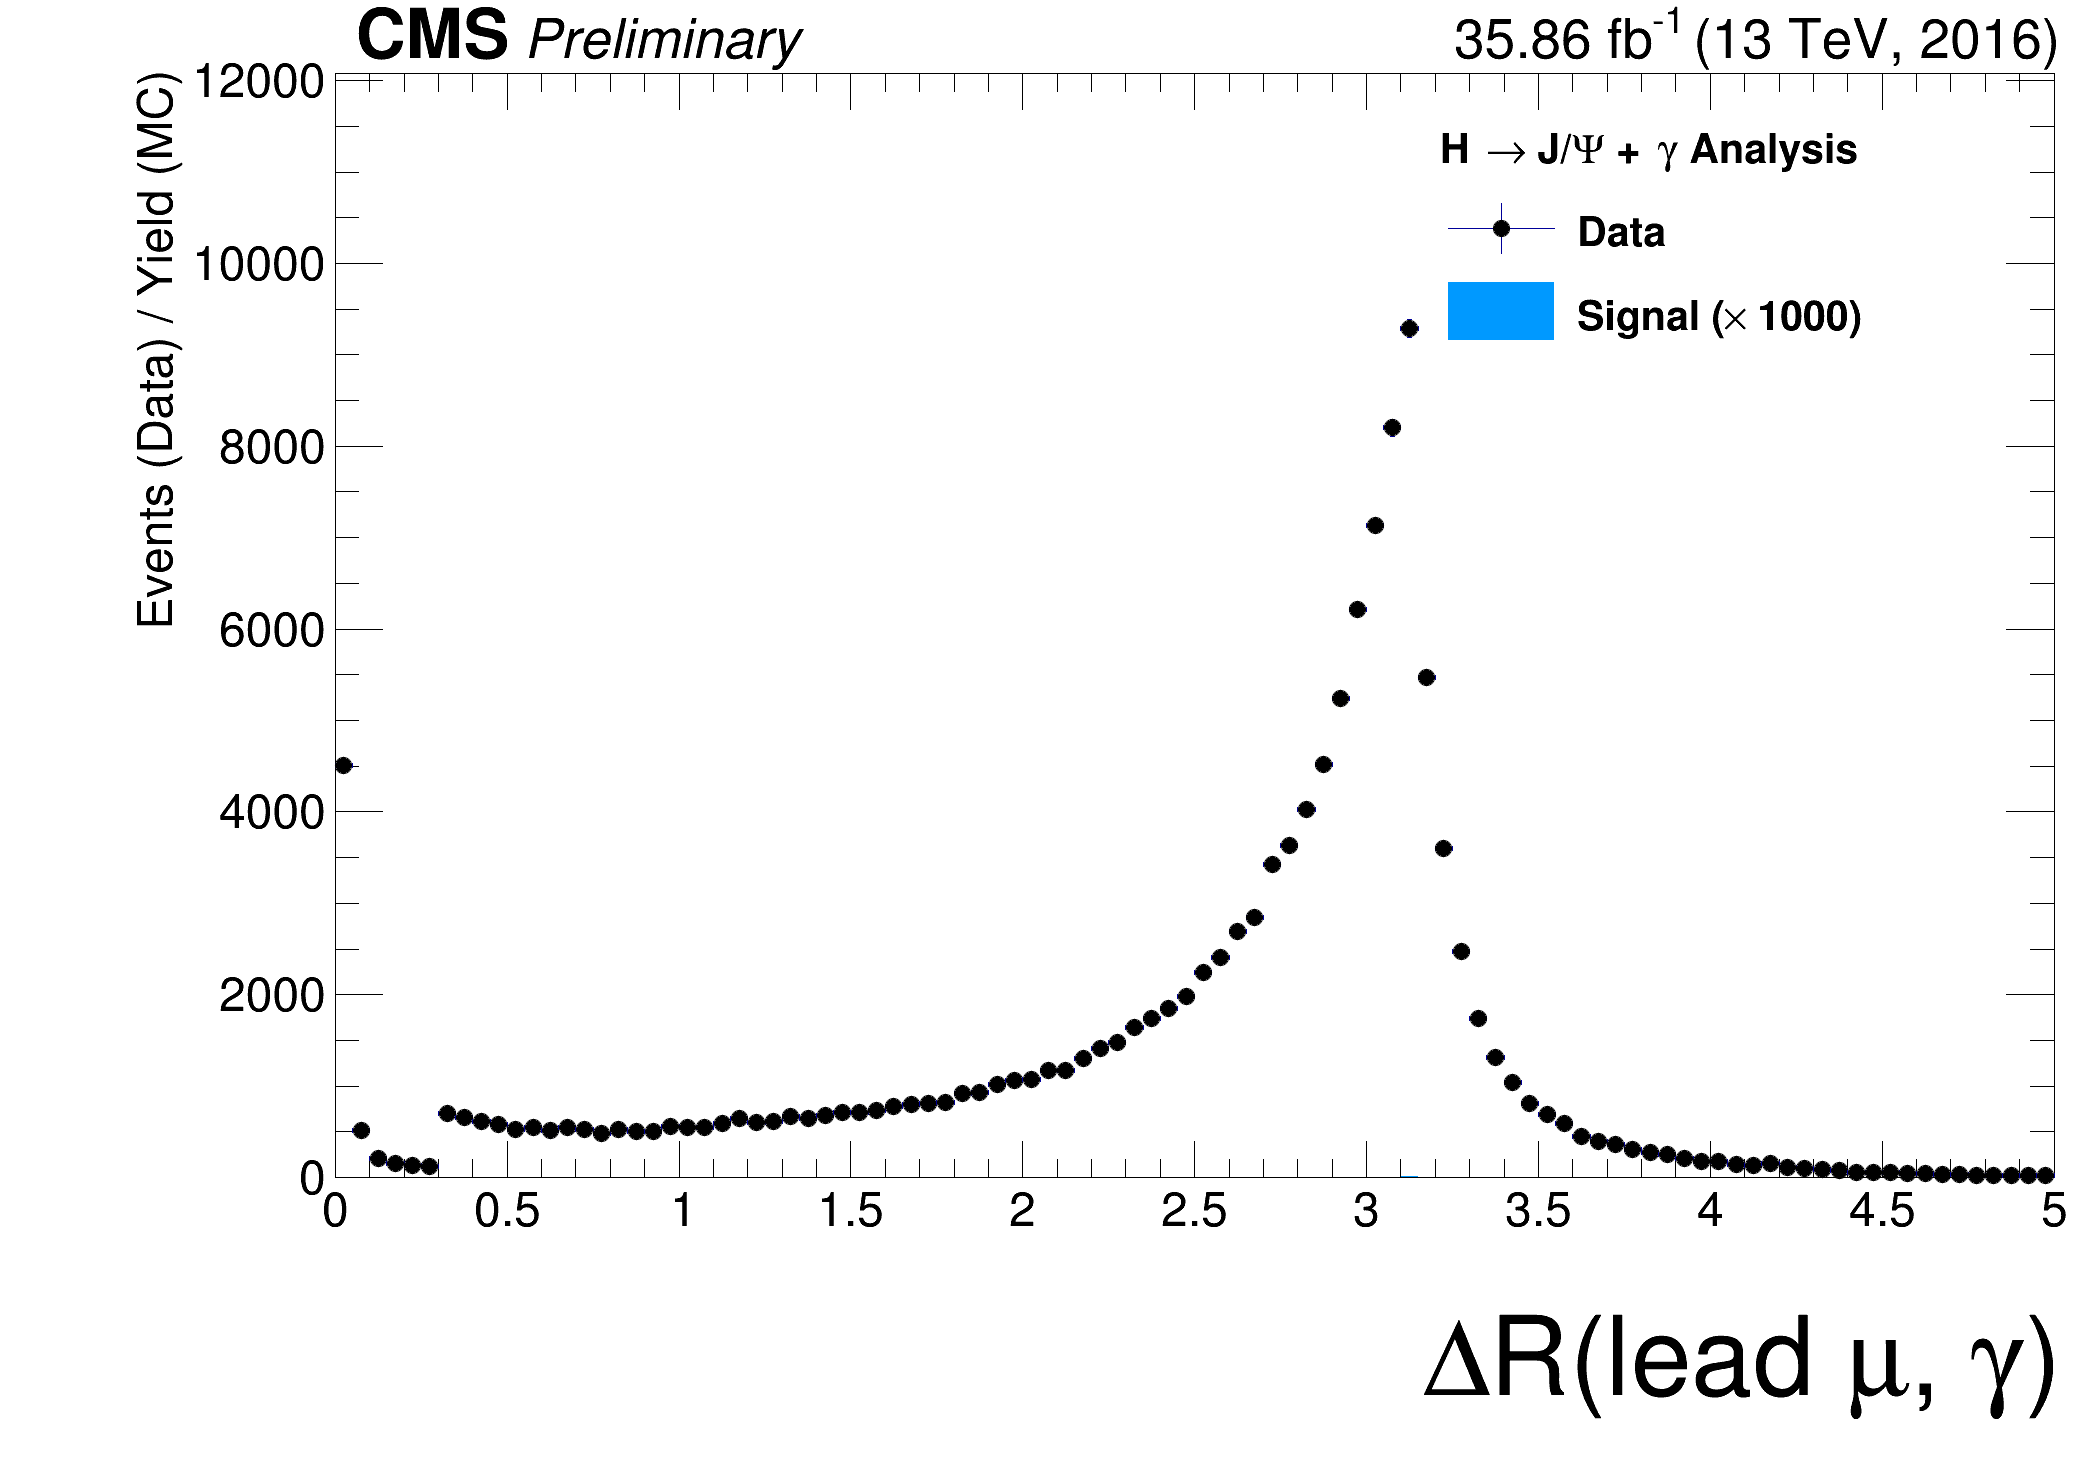 CMS Preliminary
35.86 fb-1 (13 TeV, 2016)
Events (Data) / Yield (MC)
12000
10000
8000
6000
4000
2000
0
H → J/Ψ + γ Analysis
Data
Signal (× 1000)
0 0.5 1 1.5 2 2.5 3 3.5 4 4.5 5
ΔR(lead μ, γ)